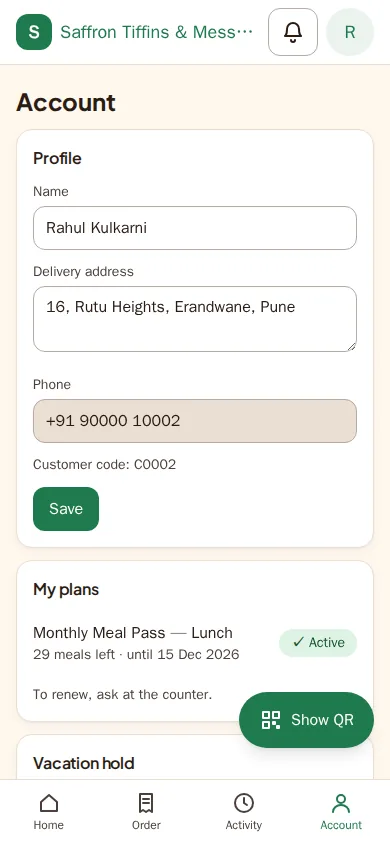 S Saffron Tiffins & Mess··· R
Account
Profile
Name
Rahul Kulkarni
Delivery address
16, Rutu Heights, Erandwane, Pune
Phone
+91 90000 10002
Customer code: C0002
Save
My plans
Monthly Meal Pass — Lunch
✓ Active
29 meals left · until 15 Dec 2026
To renew, ask at the counter.
Show QR
Vacation hold
Home Order Activity Account